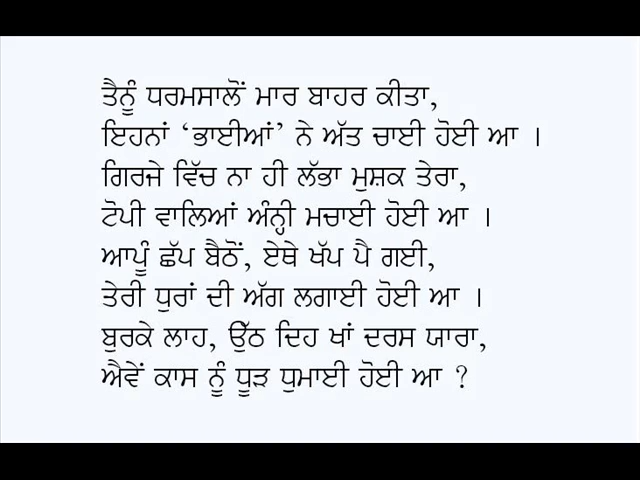 ਤੈਨੂੰ ਧਰਮਸਾਲੋਂ ਮਾਰ ਬਾਹਰ ਕੀਤਾ,
ਇਹਨਾਂ ‘ਭਾਈਆਂ’ ਨੇ ਅੱਤ ਚਾਈ ਹੋਈ ਆ ।
ਗਿਰਜੇ ਵਿੱਚ ਨਾ ਹੀ ਲੱਭਾ ਮੁਸ਼ਕ ਤੇਰਾ,
ਟੋਪੀ ਵਾਲਿਆਂ ਅੰਨ੍ਹੀ ਮਚਾਈ ਹੋਈ ਆ ।
ਆਪੂੰ ਛੱਪ ਬੈਠੋਂ, ਏਥੇ ਖੱਪ ਪੈ ਗਈ,
ਤੇਰੀ ਧੁਰਾਂ ਦੀ ਅੱਗ ਲਗਾਈ ਹੋਈ ਆ ।
ਬੁਰਕੇ ਲਾਹ, ਉੱਠ ਦਿਹ ਖਾਂ ਦਰਸ ਯਾਰਾ,
ਐਵੇਂ ਕਾਸ ਨੂੰ ਧੂੜ ਧੁਮਾਈ ਹੋਈ ਆ ?